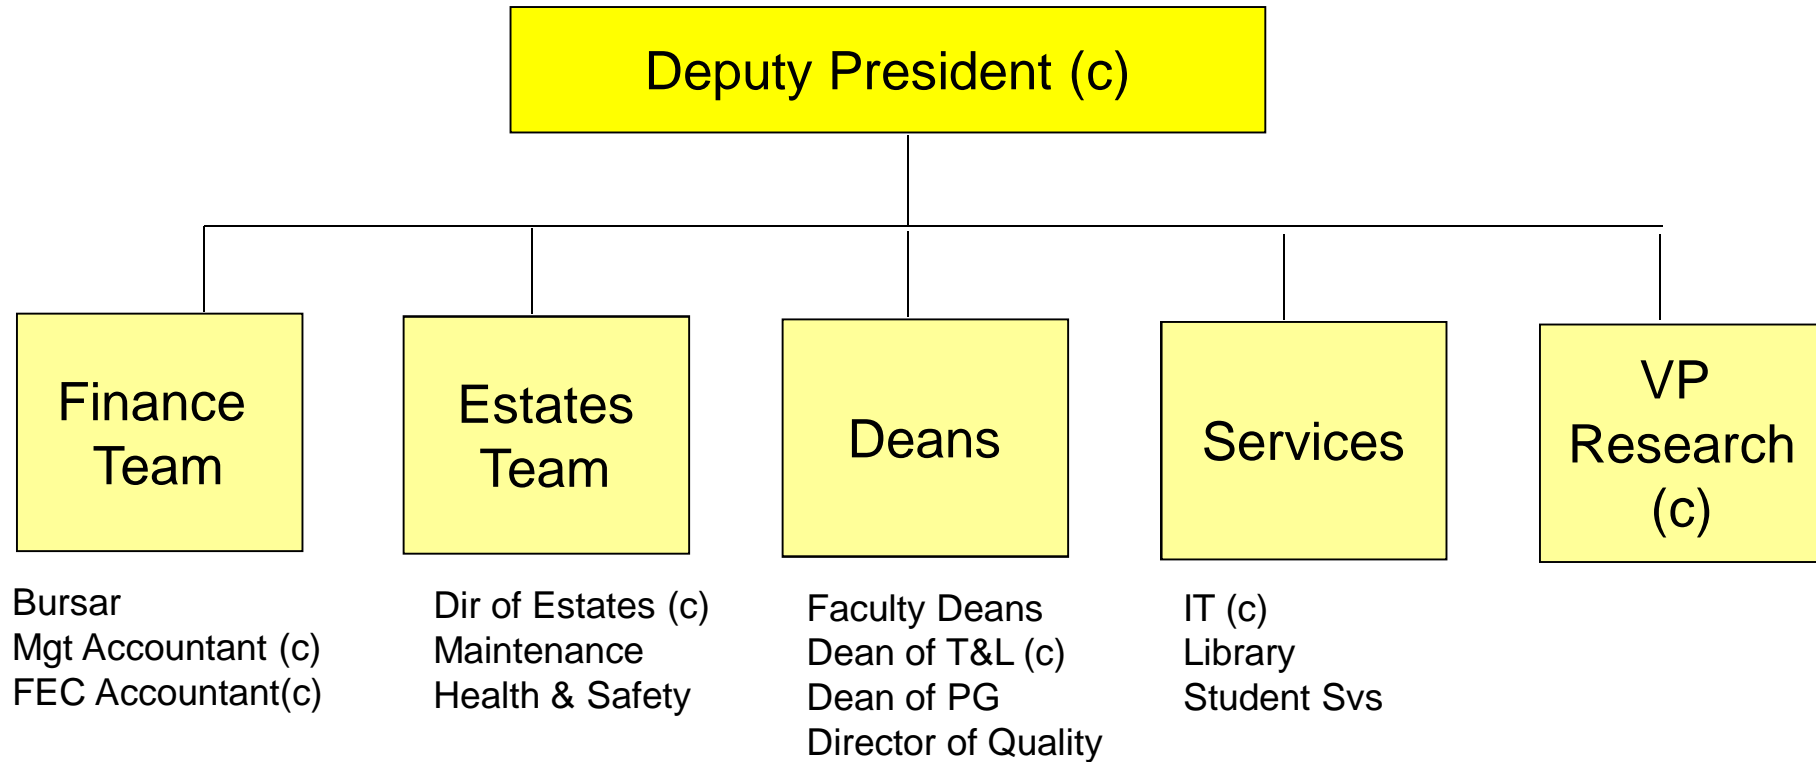 Deputy President (c)
Finance
Team
Estates
Team
Deans
Services
VP
Research
(c)
Bursar
Mgt Accountant (c)
FEC Accountant(c)
Dir of Estates (c)
Maintenance
Health & Safety
Faculty Deans
Dean of T&L (c)
Dean of PG
Director of Quality
IT (c)
Library
Student Svs